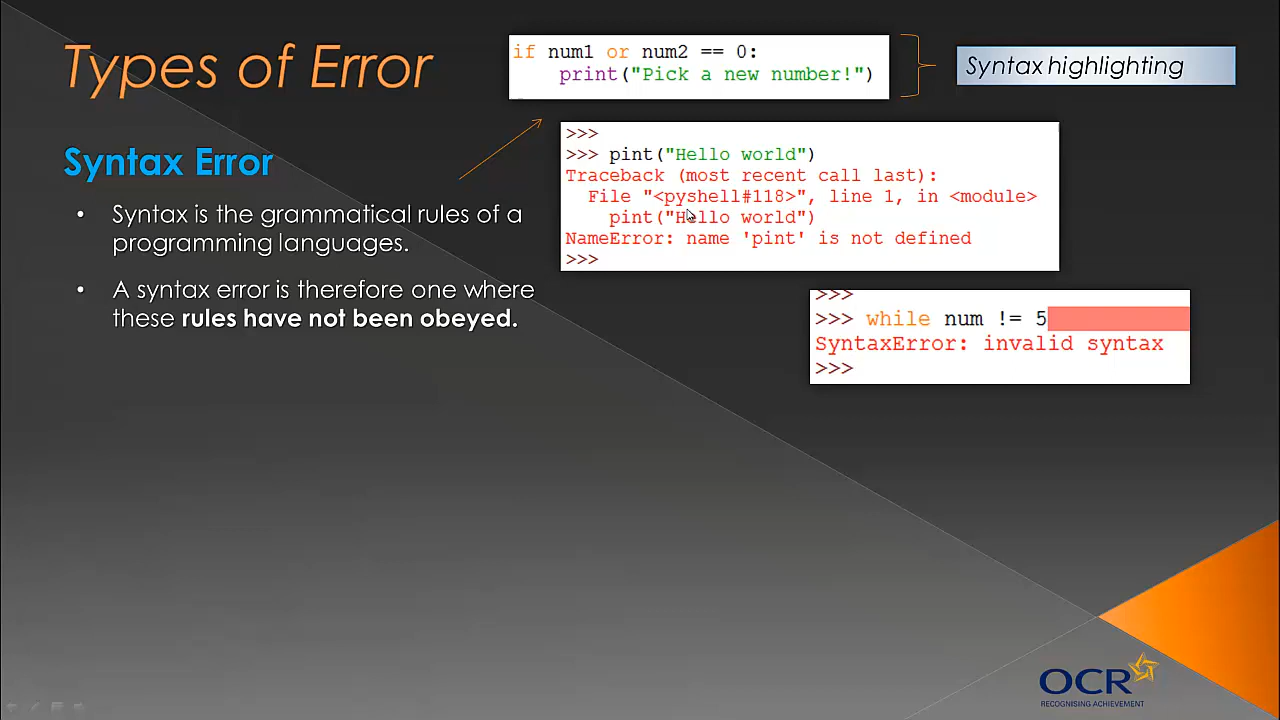 Types of Error
if num1 or num2 == 0:
    print("Pick a new number!")
Syntax highlighting
Syntax Error
• Syntax is the grammatical rules of a
programming languages.
• A syntax error is therefore one where
these rules have not been obeyed.
>>>
>>> pint("Hello world")
Traceback (most recent call last):
  File "<pyshell#118>", line 1, in <module>
    pint("Hello world")
NameError: name 'pint' is not defined
>>>
>>>
>>> while num != 5
SyntaxError: invalid syntax
>>>
OCR
RECOGNISING ACHIEVEMENT